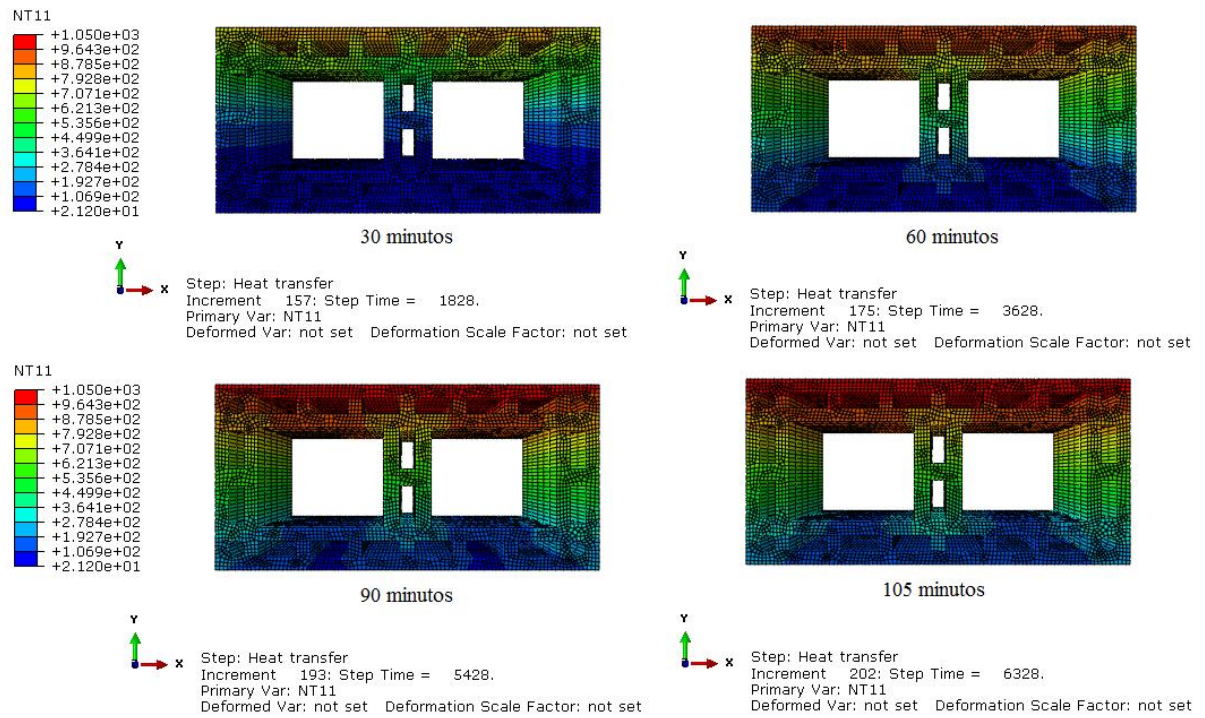 NT11
+1.050e+03
+9.643e+02
+8.785e+02
+7.928e+02
+7.071e+02
+6.213e+02
+5.356e+02
+4.499e+02
+3.641e+02
+2.784e+02
+1.927e+02
+1.069e+02
+2.120e+01
30 minutos
60 minutos
Y
X
Step: Heat transfer
Increment 157: Step Time = 1828.
Primary Var: NT11
Deformed Var: not set Deformation Scale Factor: not set
Y
X
Step: Heat transfer
Increment 175: Step Time = 3628.
Primary Var: NT11
Deformed Var: not set Deformation Scale Factor: not set
NT11
+1.050e+03
+9.643e+02
+8.785e+02
+7.928e+02
+7.071e+02
+6.213e+02
+5.356e+02
+4.499e+02
+3.641e+02
+2.784e+02
+1.927e+02
+1.069e+02
+2.120e+01
90 minutos
105 minutos
Y
X
Step: Heat transfer
Increment 193: Step Time = 5428.
Primary Var: NT11
Deformed Var: not set Deformation Scale Factor: not set
Y
X
Step: Heat transfer
Increment 202: Step Time = 6328.
Primary Var: NT11
Deformed Var: not set Deformation Scale Factor: not set